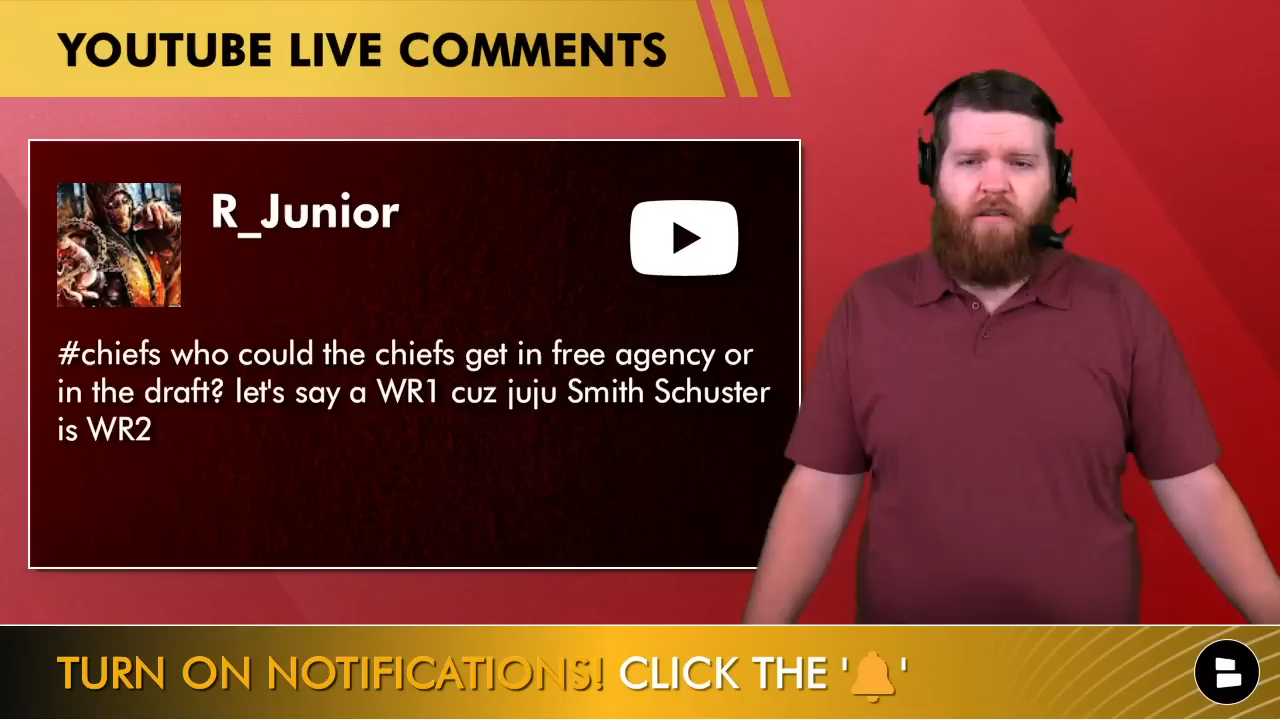 YOUTUBE LIVE COMMENTS
R_Junior
#chiefs who could the chiefs get in free agency or
in the draft? let's say a WR1 cuz juju Smith Schuster
is WR2
TURN ON NOTIFICATIONS! CLICK THE '🔔'